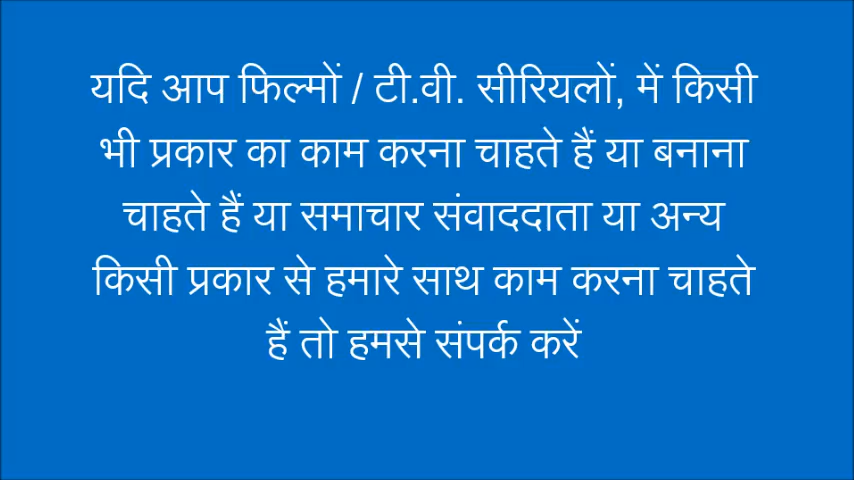 यदि आप फिल्मों / टी.वी. सीरियलों, में किसी
भी प्रकार का काम करना चाहते हैं या बनाना
चाहते हैं या समाचार संवाददाता या अन्य
किसी प्रकार से हमारे साथ काम करना चाहते
हैं तो हमसे संपर्क करें